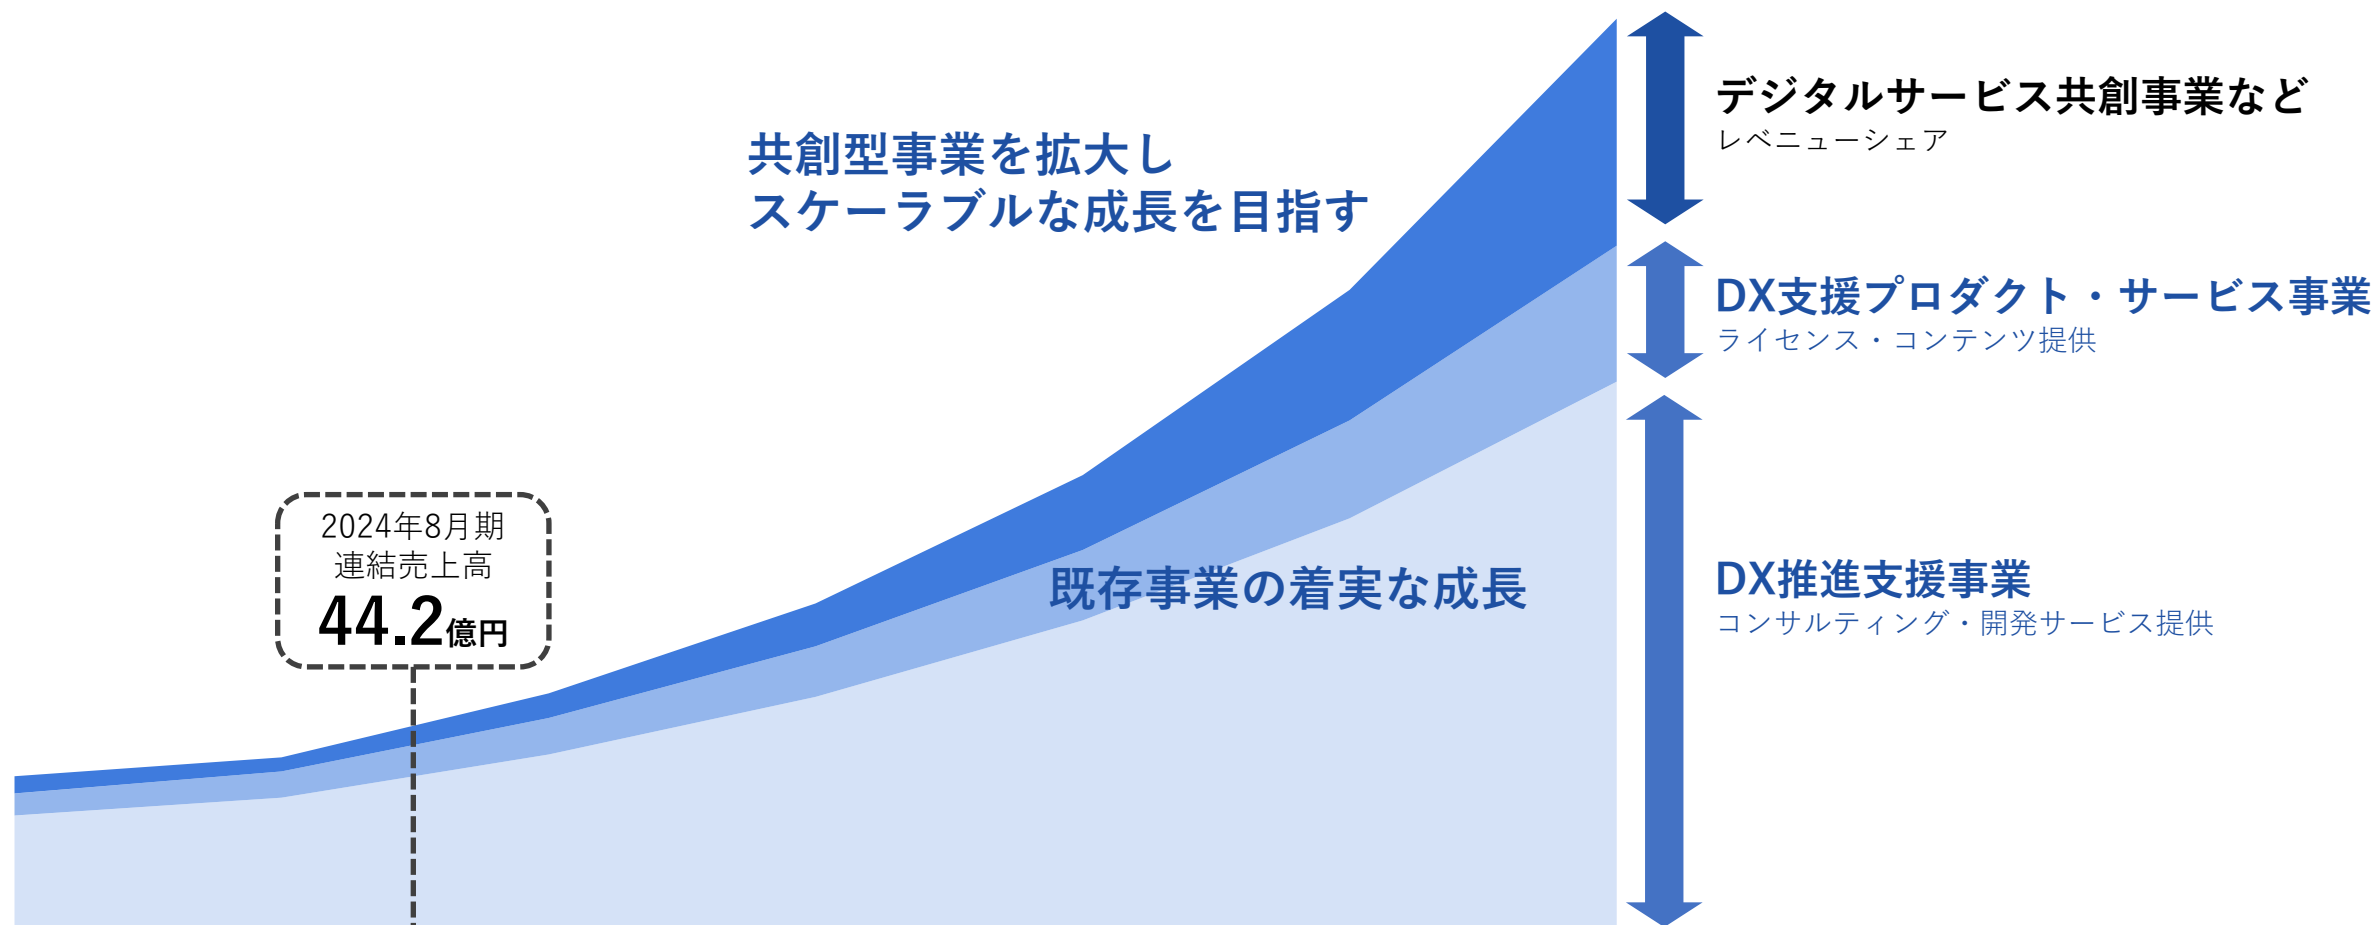 共創型事業を拡大し
スケーラブルな成長を目指す
デジタルサービス共創事業など
レベニューシェア
DX支援プロダクト・サービス事業
ライセンス・コンテンツ提供
2024年8月期
連結売上高
44.2億円
既存事業の着実な成長
DX推進支援事業
コンサルティング・開発サービス提供